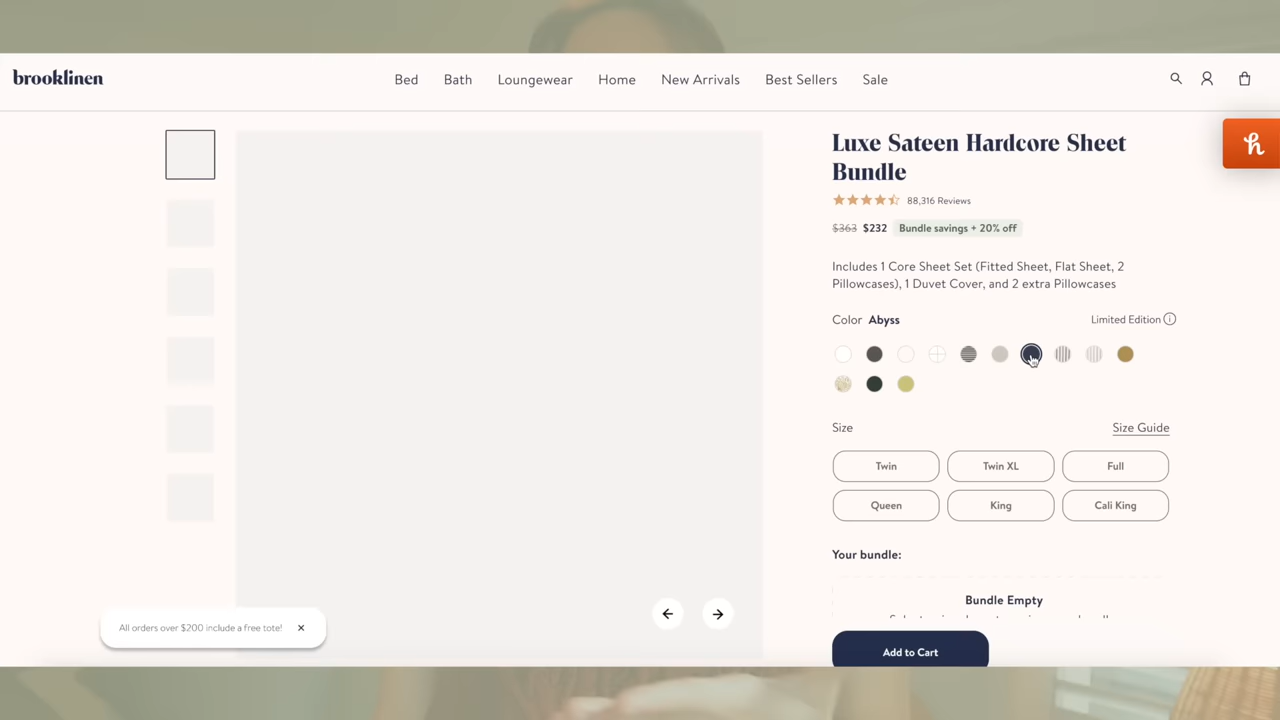 brooklinen
Bed
Bath
Loungewear
Home
New Arrivals
Best Sellers
Sale
Luxe Sateen Hardcore Sheet
Bundle
88,316 Reviews
$363 $232 Bundle savings + 20% off
Includes 1 Core Sheet Set (Fitted Sheet, Flat Sheet, 2
Pillowcases), 1 Duvet Cover, and 2 extra Pillowcases
Color Abyss
Limited Edition
Size
Size Guide
Twin
Twin XL
Full
Queen
King
Cali King
Your bundle:
Bundle Empty
All orders over $200 include a free tote!
Add to Cart